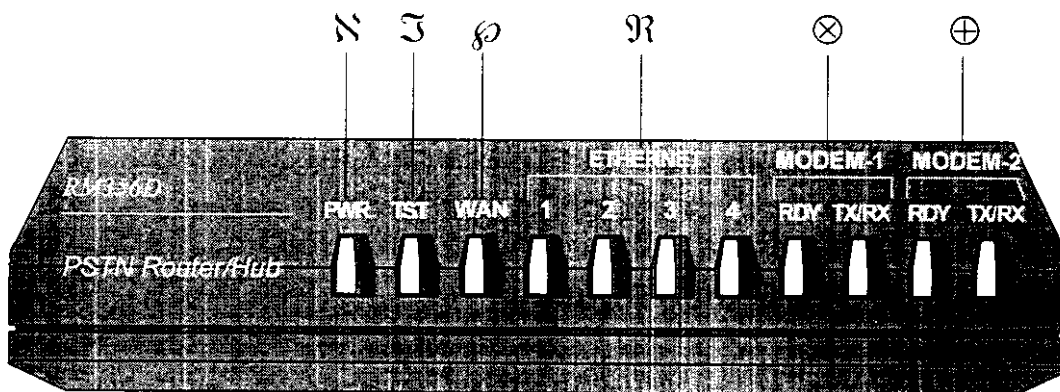 ℵ ℑ ℘ ℜ ⊗ ⊕
ETHERNET MODEM-1 MODEM-2
RM336D
PWR TST WAN 1 2 3 4 RDY TX/RX RDY TX/RX
PSTN Router/Hub